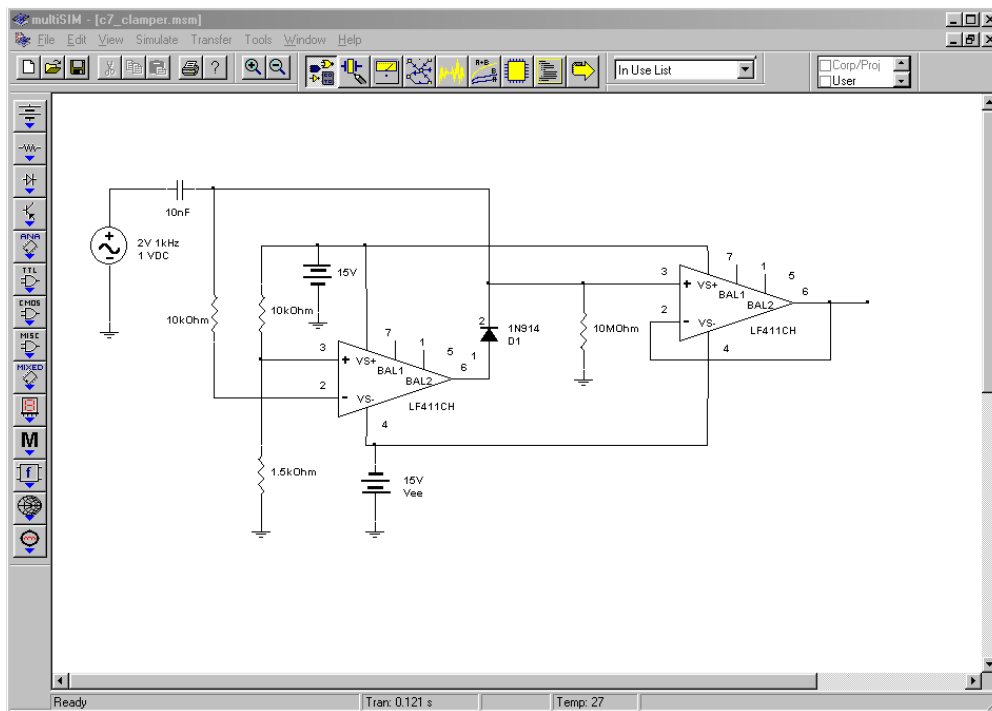 multiSIM - [c7_clamper.msm]
File Edit View Simulate Transfer Tools Window Help
In Use List
Corp/Proj
User
ANA
TTL
CMOS
MISC
MIXED
M
f
10nF
2V 1kHz
1 VDC
10kOhm
10kOhm
15V
3
2
7
1
5
6
4
VS+
BAL1
BAL2
VS-
LF411CH
1.5kOhm
15V
Vee
2
1
1N914
D1
10MOhm
3
2
7
1
5
6
4
VS+
BAL1
BAL2
VS-
LF411CH
Ready
Tran: 0.121 s
Temp: 27